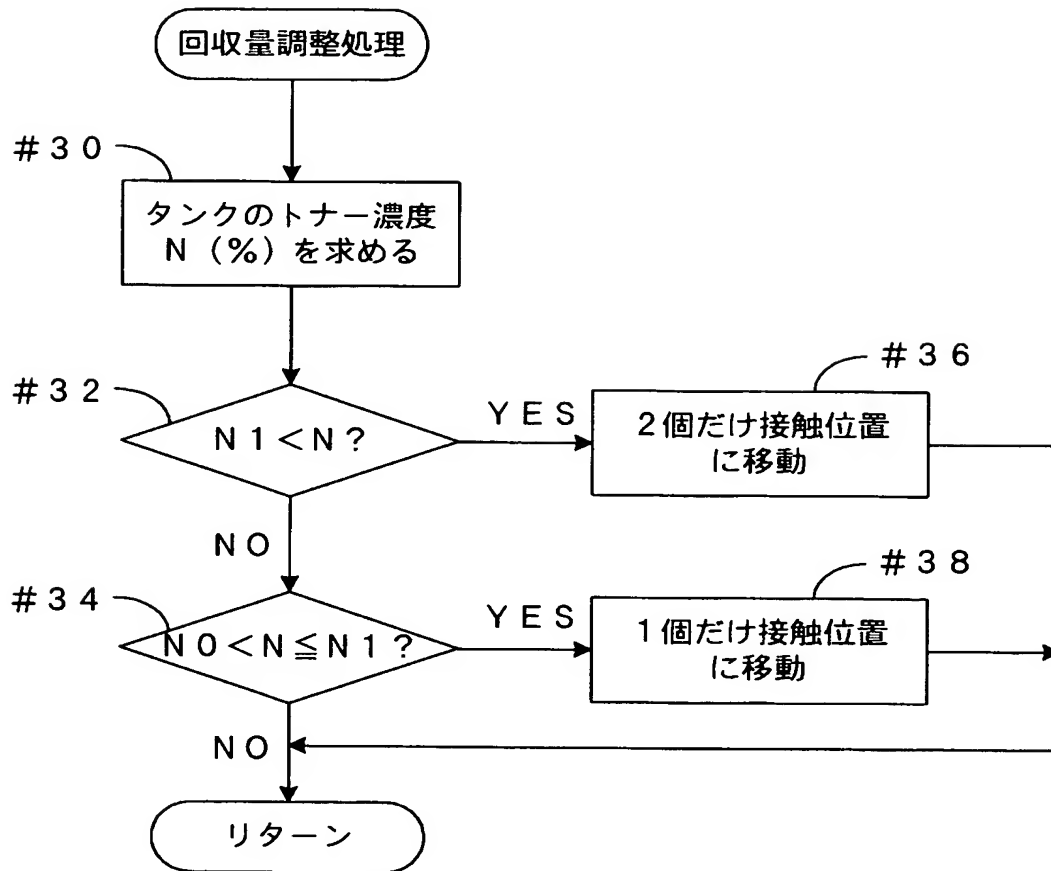 回収量調整処理
#30
タンクのトナー濃度
N(%)を求める
#32
N1<N?
YES
#36
2個だけ接触位置
に移動
NO
#34
N0<N≦N1?
YES
#38
1個だけ接触位置
に移動
NO
リターン